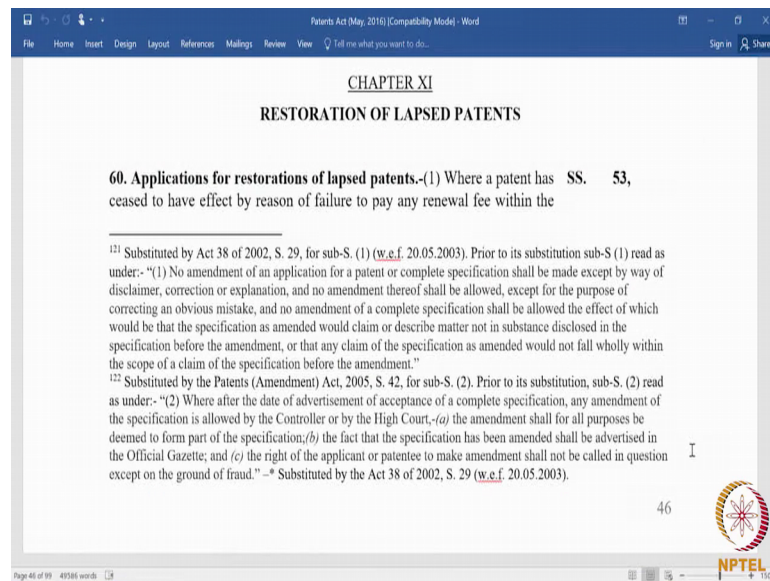 Patents Act (May, 2016) [Compatibility Mode] - Word
File Home Insert Design Layout References Mailings Review View Tell me what you want to do... Sign in Share
CHAPTER XI
RESTORATION OF LAPSED PATENTS
60. Applications for restorations of lapsed patents.-(1) Where a patent has SS. 53,
ceased to have effect by reason of failure to pay any renewal fee within the
121 Substituted by Act 38 of 2002, S. 29, for sub-S. (1) (w.e.f. 20.05.2003). Prior to its substitution sub-S (1) read as
under:- “(1) No amendment of an application for a patent or complete specification shall be made except by way of
disclaimer, correction or explanation, and no amendment thereof shall be allowed, except for the purpose of
correcting an obvious mistake, and no amendment of a complete specification shall be allowed the effect of which
would be that the specification as amended would claim or describe matter not in substance disclosed in the
specification before the amendment, or that any claim of the specification as amended would not fall wholly within
the scope of a claim of the specification before the amendment.”
122 Substituted by the Patents (Amendment) Act, 2005, S. 42, for sub-S. (2). Prior to its substitution, sub-S. (2) read
as under:- “(2) Where after the date of advertisement of acceptance of a complete specification, any amendment of
the specification is allowed by the Controller or by the High Court,-(a) the amendment shall for all purposes be
deemed to form part of the specification;(b) the fact that the specification has been amended shall be advertised in
the Official Gazette; and (c) the right of the applicant or patentee to make amendment shall not be called in question
except on the ground of fraud.” –* Substituted by the Act 38 of 2002, S. 29 (w.e.f. 20.05.2003).
46
NPTEL
Page 46 of 99 49586 words